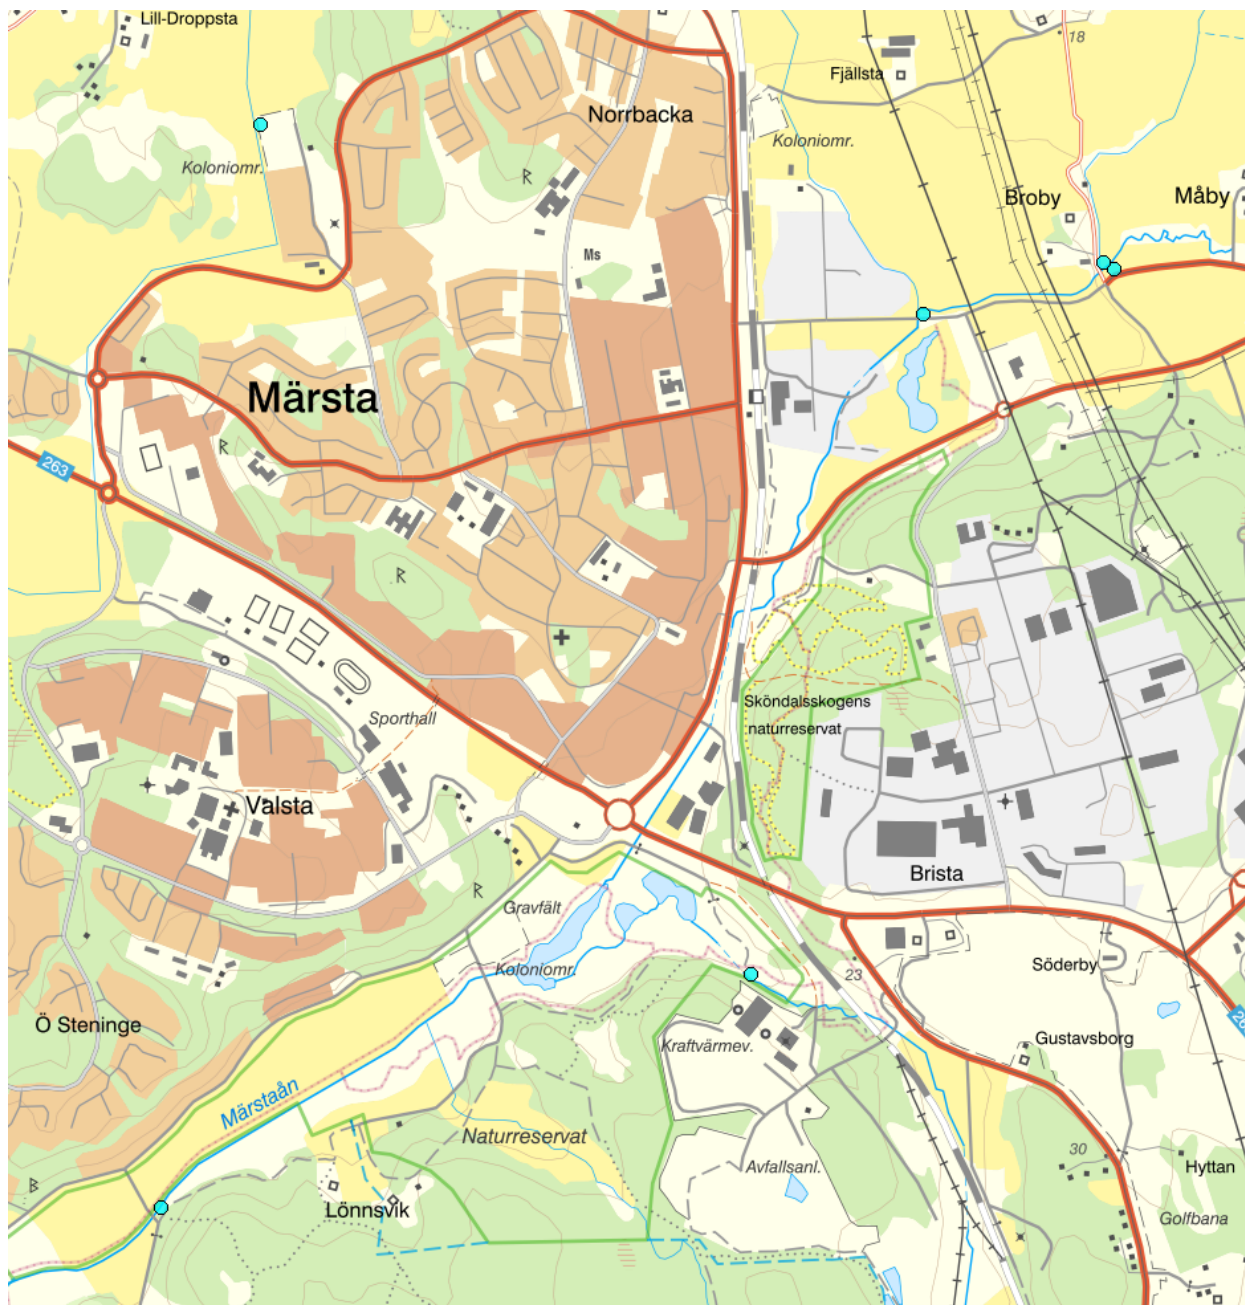 Lill-Droppsta
18
Fjällsta
Norrbacka
Koloniomr.
Koloniomr.
Broby
Måby
Ms
Märsta
263
Sköndalsskogens
naturreservat
Sporthall
Valsta
Brista
Gravfält
Koloniomr.
23
Söderby
Ö Steninge
Kraftvärmev.
Gustavsborg
Märstaån
Naturreservat
30
Avfallsanl.
Hyttan
Lönnsvik
Golfbana